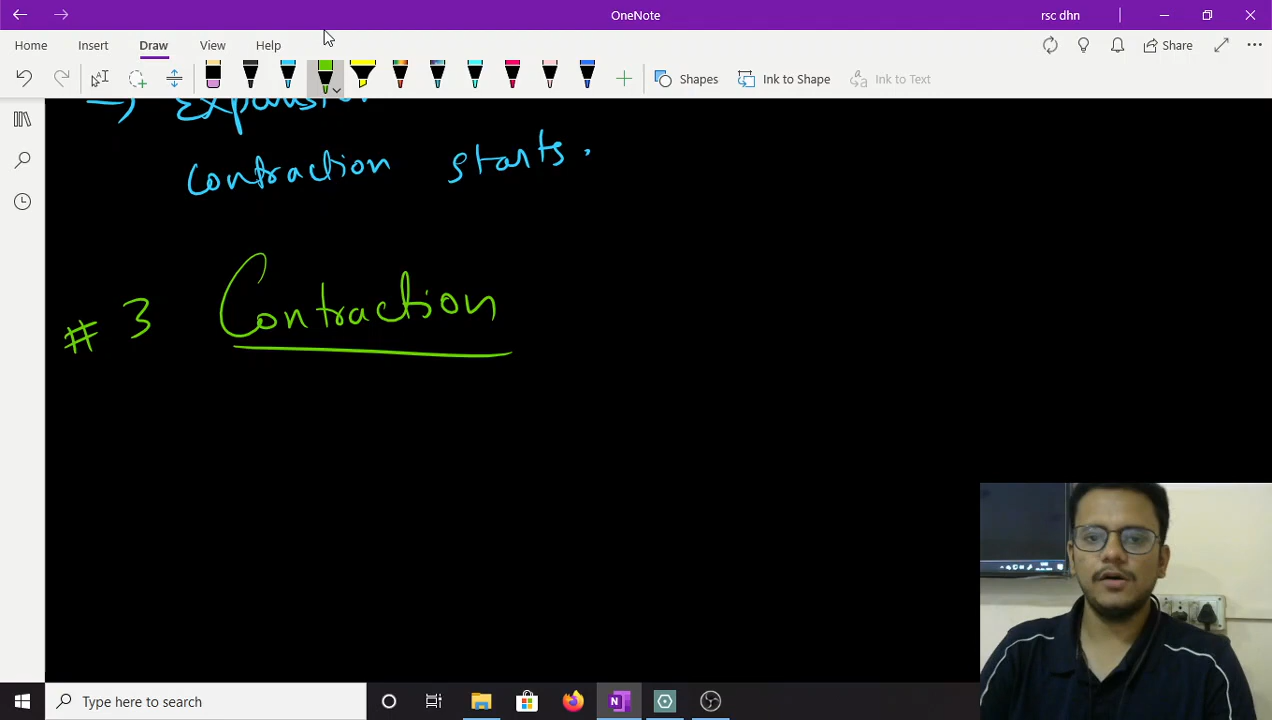 OneNote
rsc dhn
Home Insert Draw View Help
Share
Shapes
Ink to Shape
Ink to Text
→ Expansion
contraction starts.
# 3 Contraction
Type here to search